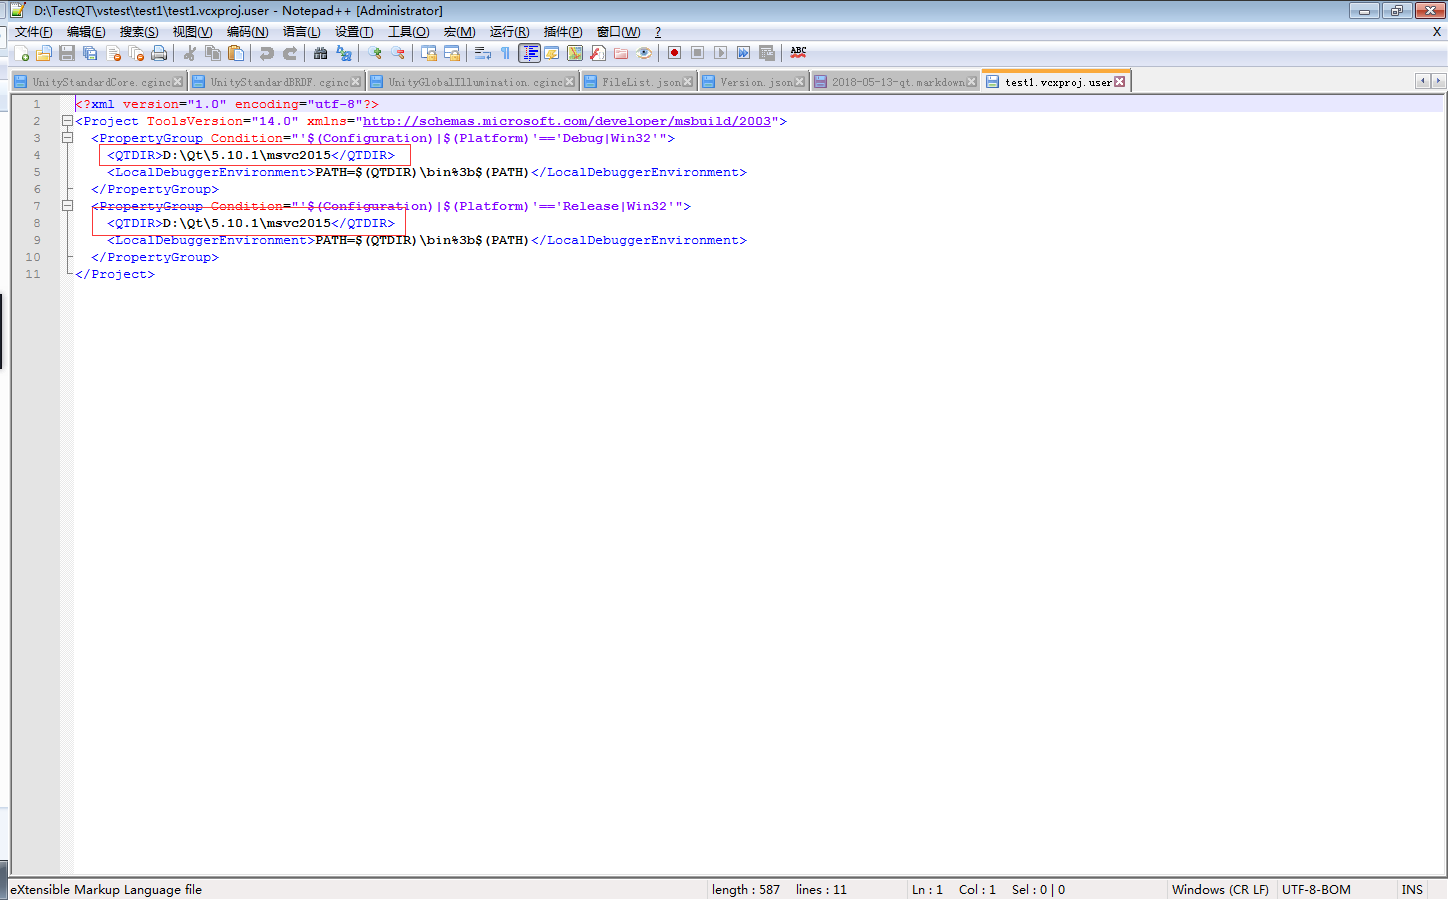 D:\TestQT\vstest\test1\test1.vcxproj.user - Notepad++ [Administrator]
文件(F) 编辑(E) 搜索(S) 视图(V) 编码(N) 语言(L) 设置(T) 工具(O) 宏(M) 运行(R) 插件(P) 窗口(W) ? X
UnityStandardCore.cginc UnityStandardBRDF.cginc UnityGlobalIllumination.cginc FileList.json Version.json 2018-05-13-qt.markdown test1.vcxproj.user
1 <?xml version="1.0" encoding="utf-8"?>
2 <Project ToolsVersion="14.0" xmlns="http://schemas.microsoft.com/developer/msbuild/2003">
3 <PropertyGroup Condition="'$(Configuration)|$(Platform)'=='Debug|Win32'">
4 <QTDIR>D:\Qt\5.10.1\msvc2015</QTDIR>
5 <LocalDebuggerEnvironment>PATH=$(QTDIR)\bin%3b$(PATH)</LocalDebuggerEnvironment>
6 </PropertyGroup>
7 <PropertyGroup Condition="'$(Configuration)|$(Platform)'=='Release|Win32'">
8 <QTDIR>D:\Qt\5.10.1\msvc2015</QTDIR>
9 <LocalDebuggerEnvironment>PATH=$(QTDIR)\bin%3b$(PATH)</LocalDebuggerEnvironment>
10 </PropertyGroup>
11 </Project>
eXtensible Markup Language file length : 587 lines : 11 Ln : 1 Col : 1 Sel : 0 | 0 Windows (CR LF) UTF-8-BOM INS